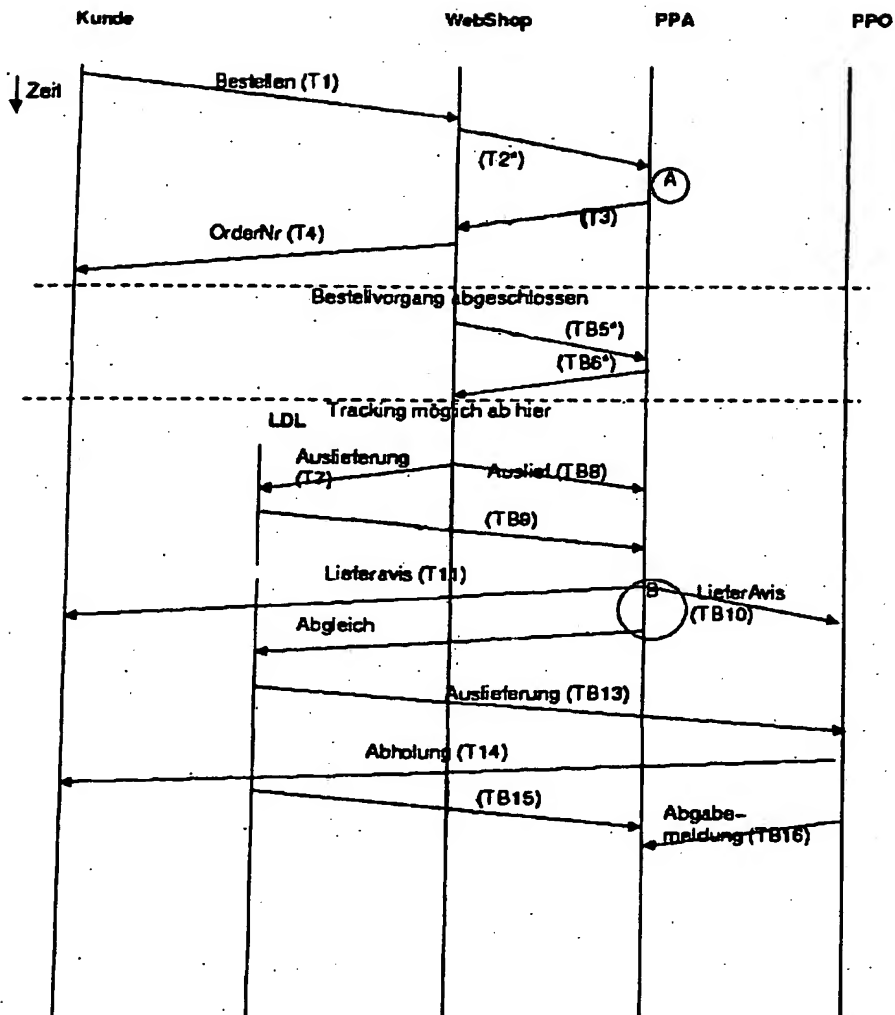 Kunde WebShop PPA PPO
Zeit
Bestellen (T1)
(T2*)
A
(T3)
OrderNr (T4)
Bestellvorgang abgeschlossen
(TB5*)
(TB6*)
Tracking möglich ab hier
LDL
Auslieferung
(T7)
Auslief (TB8)
(TB9)
Lieferavis (T11)
B
LieferAvis
(TB10)
Abgleich
Auslieferung (TB13)
Abholung (T14)
(TB15)
Abgabe-
meldung (TB16)